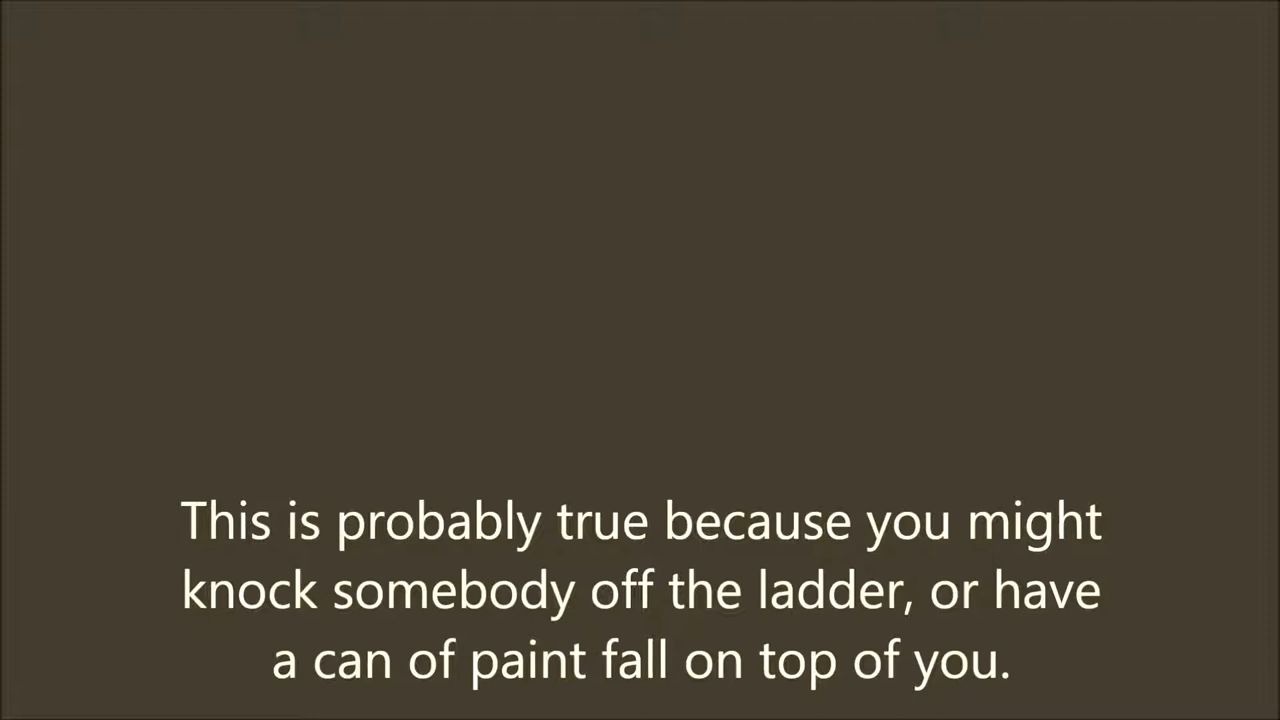 This is probably true because you might
knock somebody off the ladder, or have
a can of paint fall on top of you.